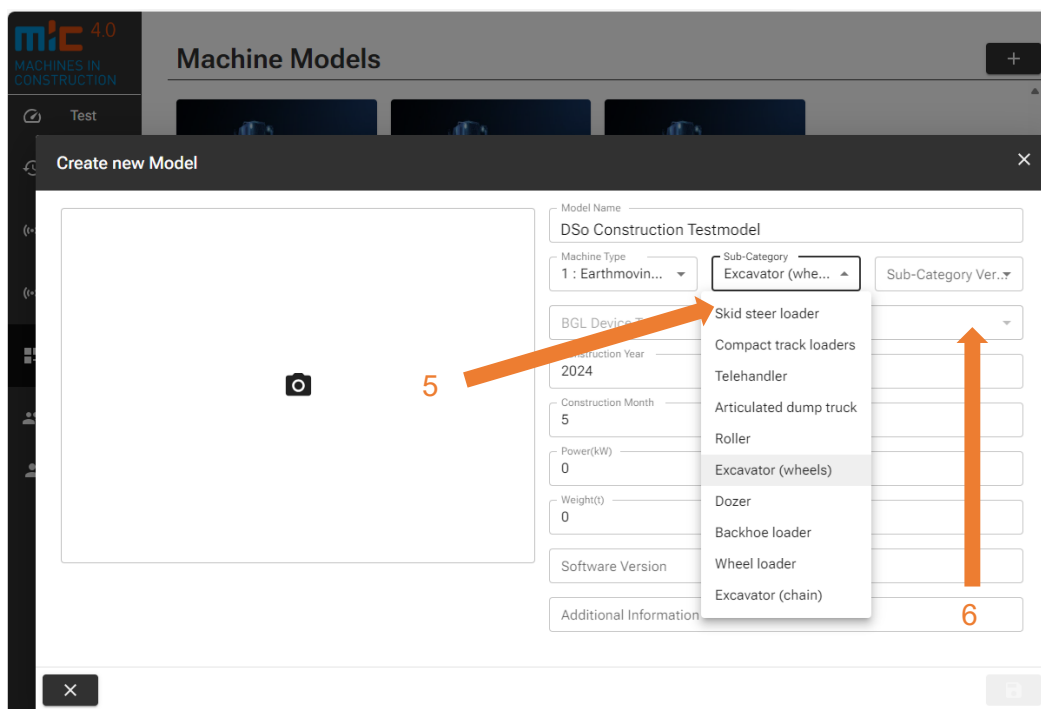 mic 4.0
MACHINES IN
CONSTRUCTION
Machine Models
+
Test
Create new Model
Model Name
DSo Construction Testmodel
Machine Type
1 : Earthmovin...
Sub-Category
Excavator (whe...
Sub-Category Ver...
BGL Device
Skid steer loader
Compact track loaders
Telehandler
Articulated dump truck
Roller
Excavator (wheels)
Dozer
Backhoe loader
Wheel loader
Excavator (chain)
Construction Year
2024
Construction Month
5
Power(kW)
0
Weight(t)
0
Software Version
Additional Information
5
6